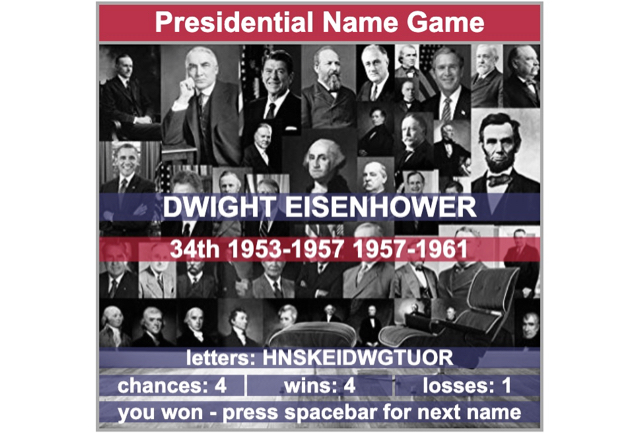 Presidential Name Game
DWIGHT EISENHOWER
34th 1953-1957 1957-1961
letters: HNSKEIDWGTUOR
chances: 4 | wins: 4 | losses: 1
you won - press spacebar for next name